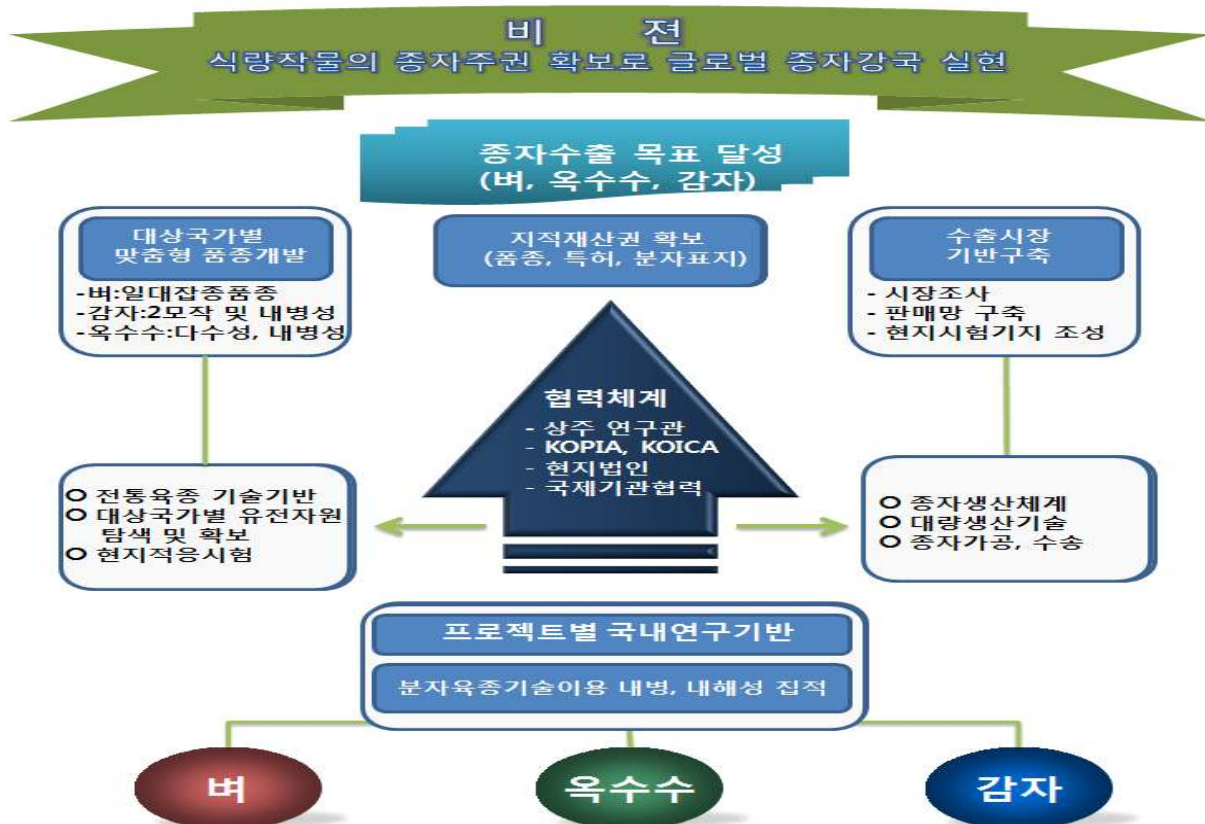 비 젼
식량작물의 종자주권 확보로 글로벌 종자강국 실현
종자수출 목표 달성
(벼, 옥수수, 감자)
대상국가별
맞춤형 품종개발
-벼:일대잡종품종
-감자:2모작 및 내병성
-옥수수:다수성, 내병성
지적재산권 확보
(폼종, 특허, 분자표지)
수출시장
기반구축
- 시장조사
- 판매망 구축
- 현지시험기지 조성
협력체계
- 상주 연구관
- KOPIA, KOICA
- 현지법인
- 국제기관협력
전통육종 기술기반
대상국가별 유전자원
탐색 및 확보
현지적응시험
종자생산체계
대량생산기술
종자가공, 수송
프로젝트별 국내연구기반
분자육종기술이용 내병, 내해성 집적
벼
옥수수
감자